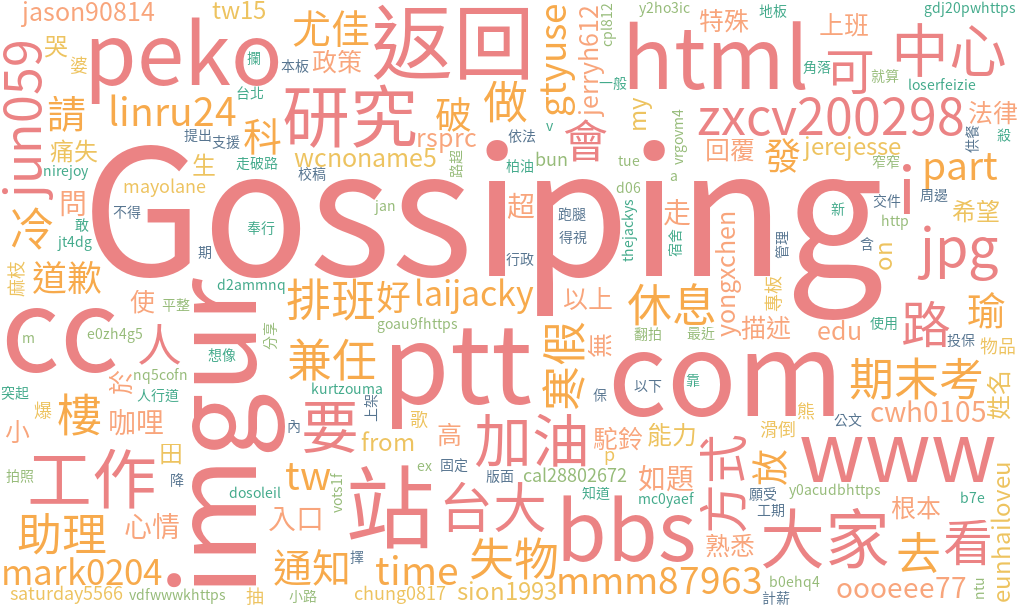 jason90814
tw15
gtyuse
y2ho3ic
地板
gdj20pwhttps
尤佳
返回
cpl812
特殊
上班
中心
哭
婆
peko
攔
本板
政策
jerryh612
html
可
jun059
台北
一般
角落
就算
loserfeizie
請
linru24
研究
破
做
my
zxcv200298
法律
提出
支援
科
rsprc
依法
v
會
vrgovm4
供餐
殺
痛失
生
走破路
wcnoname5
超超
bun
tue
回覆
發
jerejesse
窄窄
part
nirejoy
校稿
柏油
mayolane
Gossiping
a
d06
i
問
不得
jan
超
跑腿
thejackys
走
新
交件
周邊
希望
敢
冷
jt4dg
奉行
得視
宿舍
yongxchen
http
期
行政
管理
含
on
jpg
麻枝
道歉
d2ammnq
使
平整
排班
好
laijacky
以上
休息
專板
瑜
cc
m
e0zh4g5
人
imgur
分享
goau9fhttps
寒假
無
翻拍
最近
描述
edu
使用
路
投保
物品
想像
兼任
ptt
com
nq5cofn
於
突起
人行道
kurtzouma
保
以下
靠
期末考
姓名
爆
樓
咖哩
上架
內
要
歌
熊
公文
cwh0105
小
田
from
高
加油
駝鈴
能力
滑倒
www
拍照
工作
降
tw
ex
固定
p
方式
放
dosoleil
vots1f
站
版面
cal28802672
如題
y0acudbhttps
b7e
eunhailoveu
知道
mc0yaef
願受
工期
根本
助理
心情
入口
台大
bbs
大家
去
看
熟悉
mark0204
通知
擇
time
失物
mmm87963
b0ehq4
oooeee77
ntu
saturday5566
vdfwwwkhttps
抽
小路
chung0817
sion1993
計薪